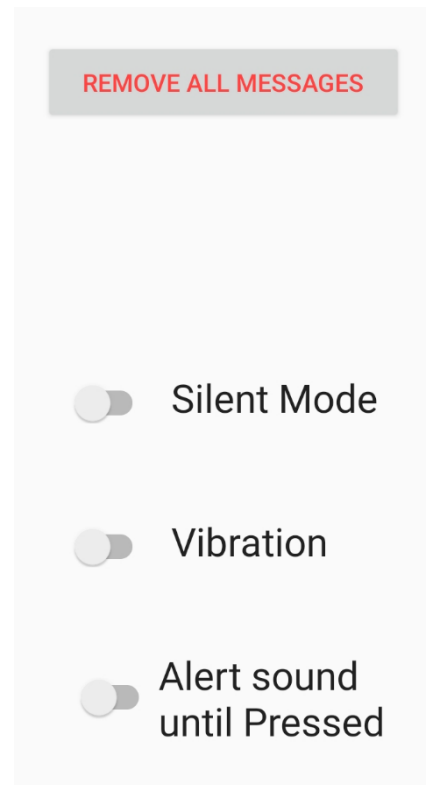 REMOVE ALL MESSAGES
Silent Mode
Vibration
Alert sound
until Pressed